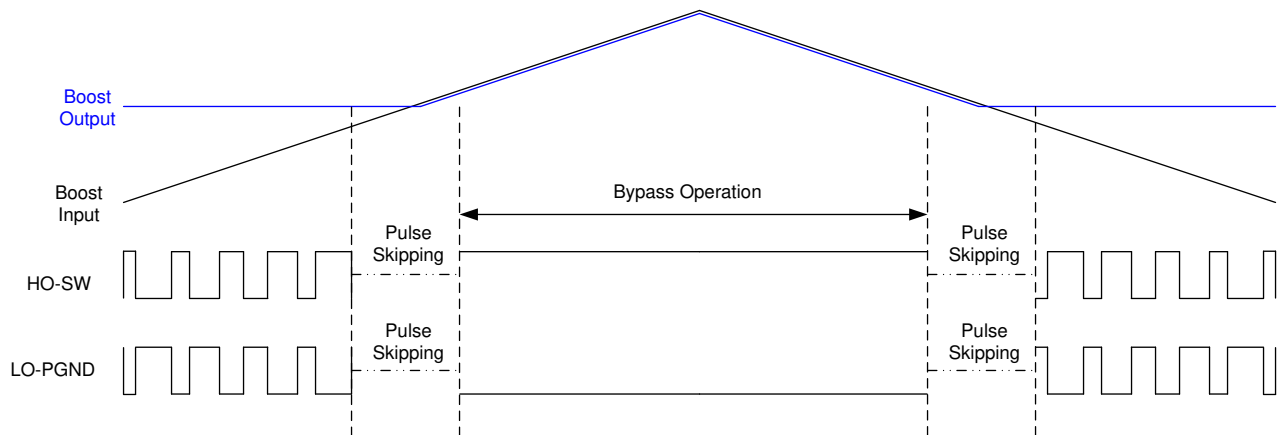 Boost
Output
Boost
Input
Bypass Operation
Pulse
Skipping
Pulse
Skipping
HO-SW
Pulse
Skipping
Pulse
Skipping
LO-PGND